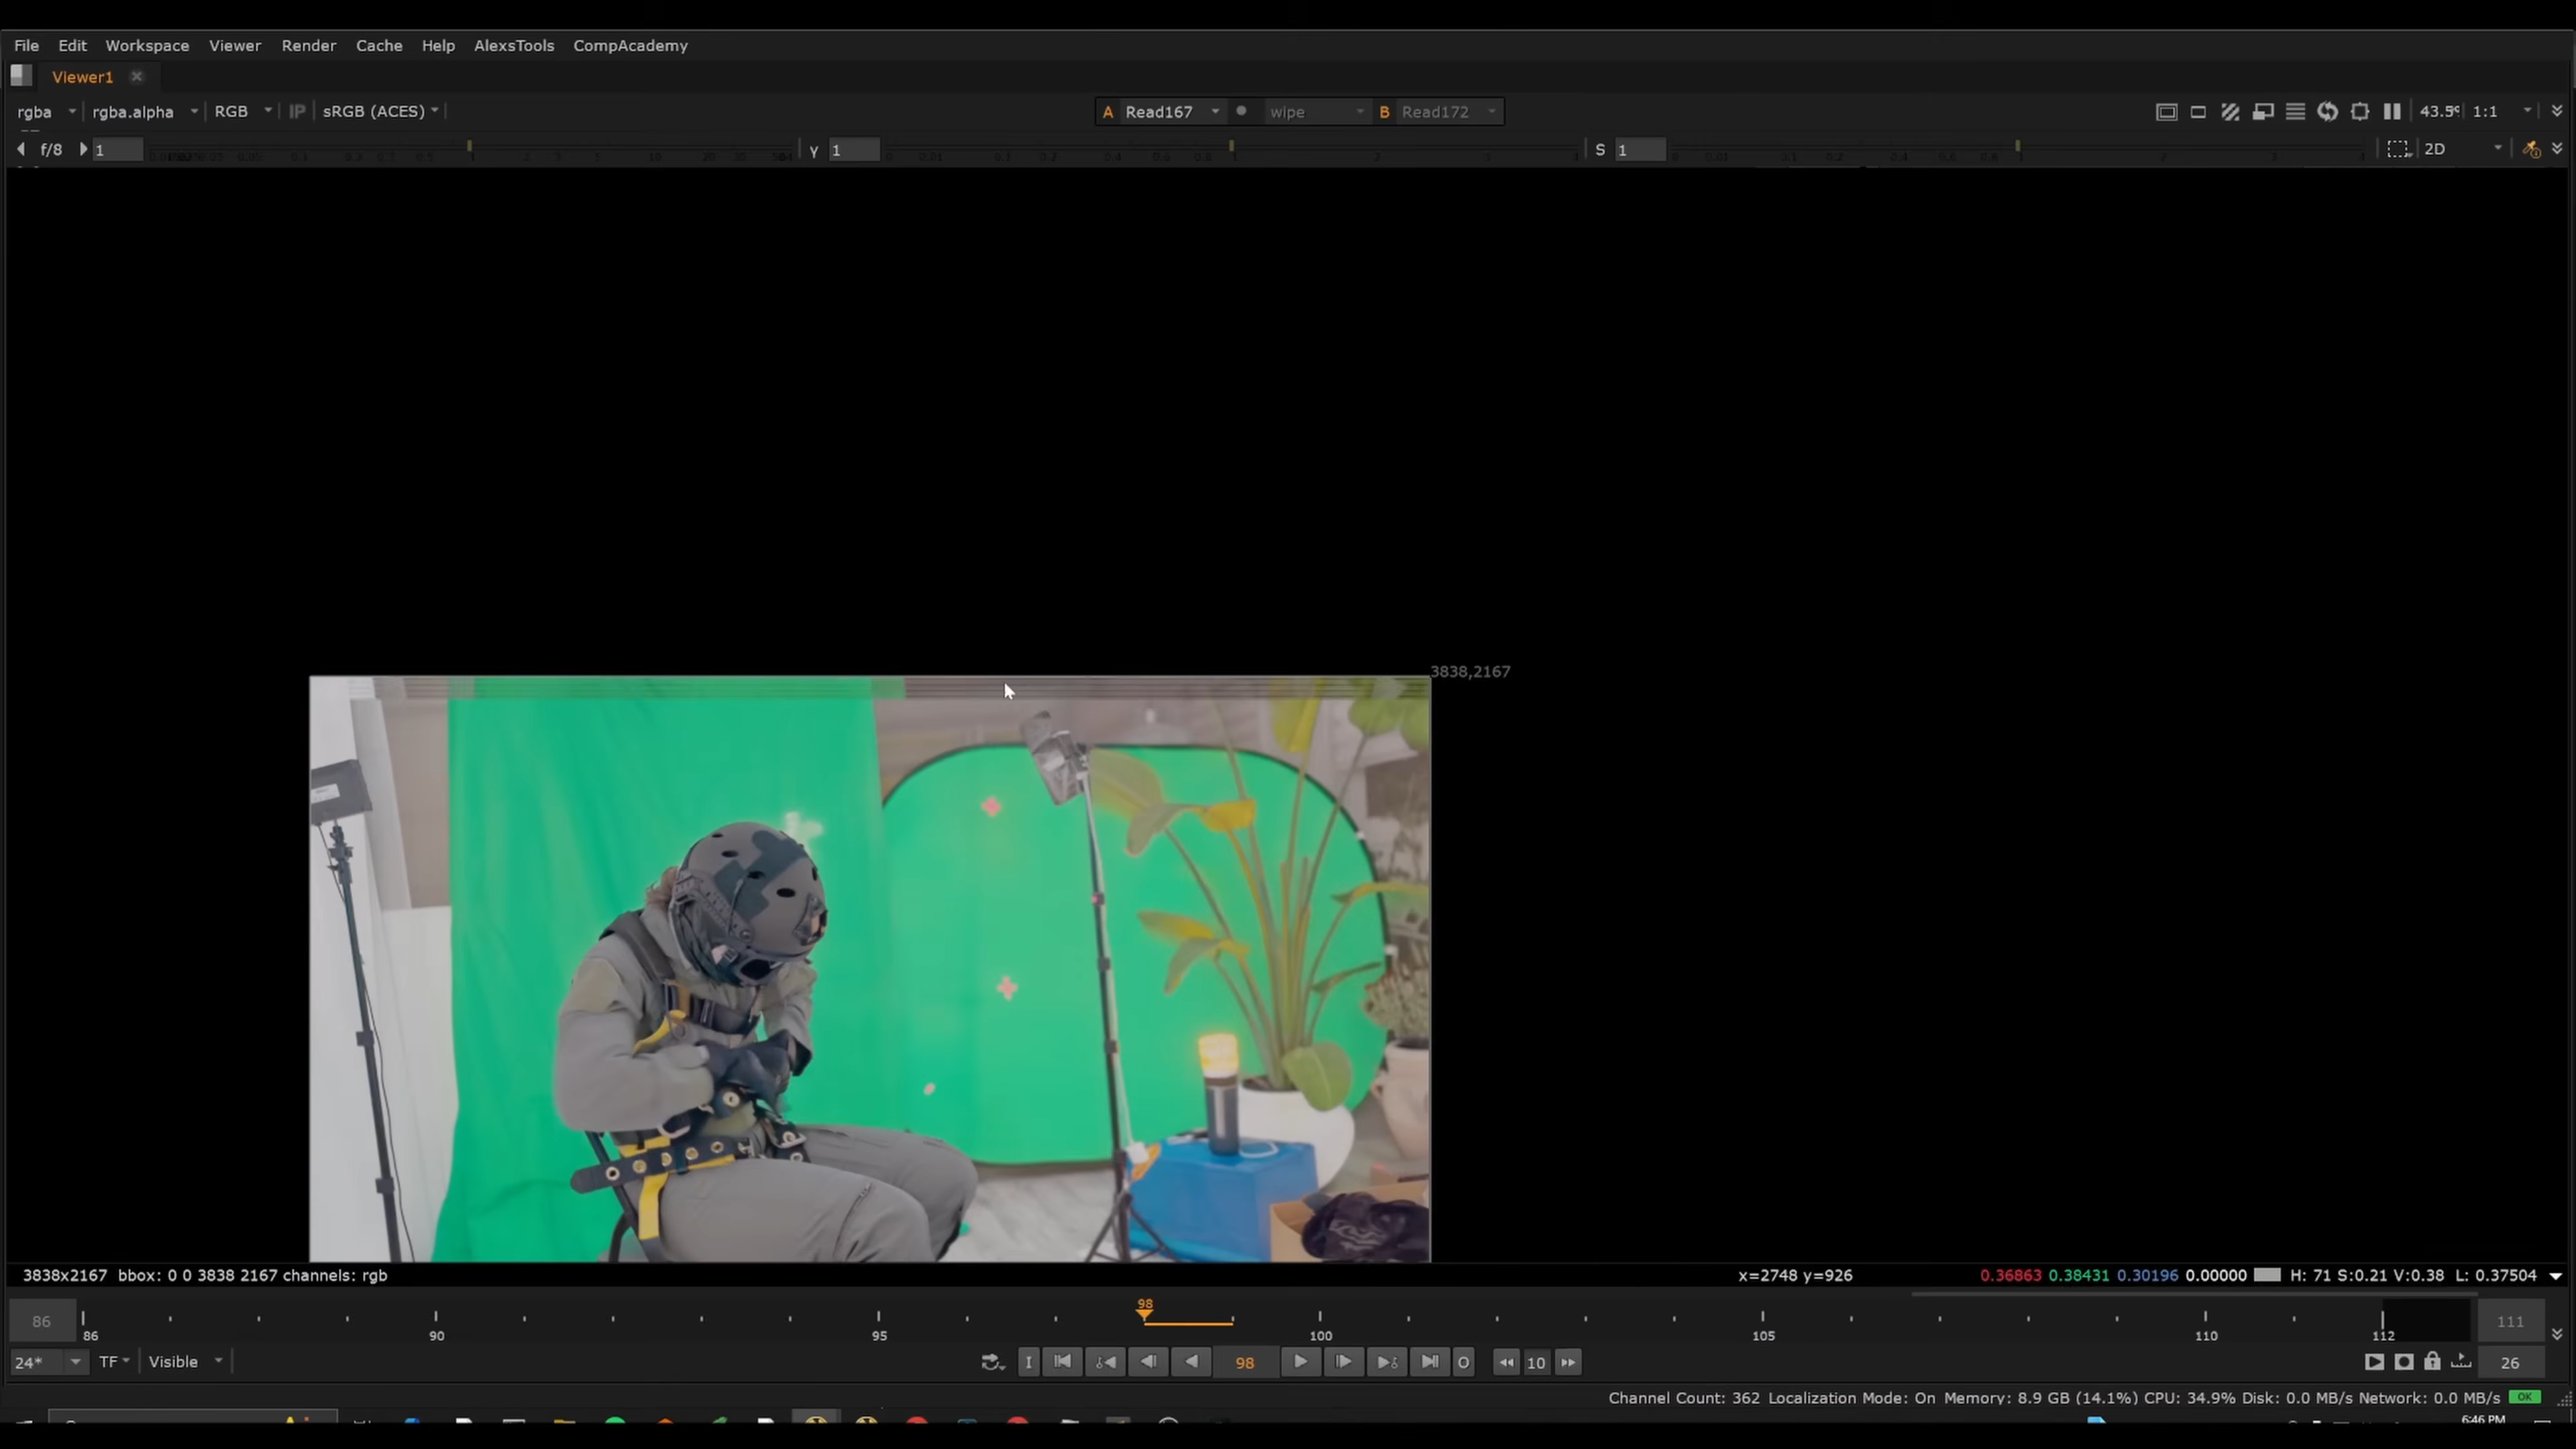 File Edit Workspace Viewer Render Cache Help AlexsTools CompAcademy
Viewer1
rgba rgba.alpha RGB IP sRGB (ACES) A Read167 wipe B Read172 1:1
f/8 1 Y 1 S 1 2D
3838,2167
3838x2167 bbox: 0 0 3838 2167 channels: rgb x=2748 y=926 0.36863 0.38431 0.30196 0.00000 H: 71 S:0.21 V:0.38 L: 0.37504
98
86 111
86 90 95 100 105 110 112
24* TF Visible I 98 O 10 26
Channel Count: 362 Localization Mode: On Memory: 8.9 GB (14.1%) CPU: 34.9% Disk: 0.0 MB/s Network: 0.0 MB/s OK
6:46 PM